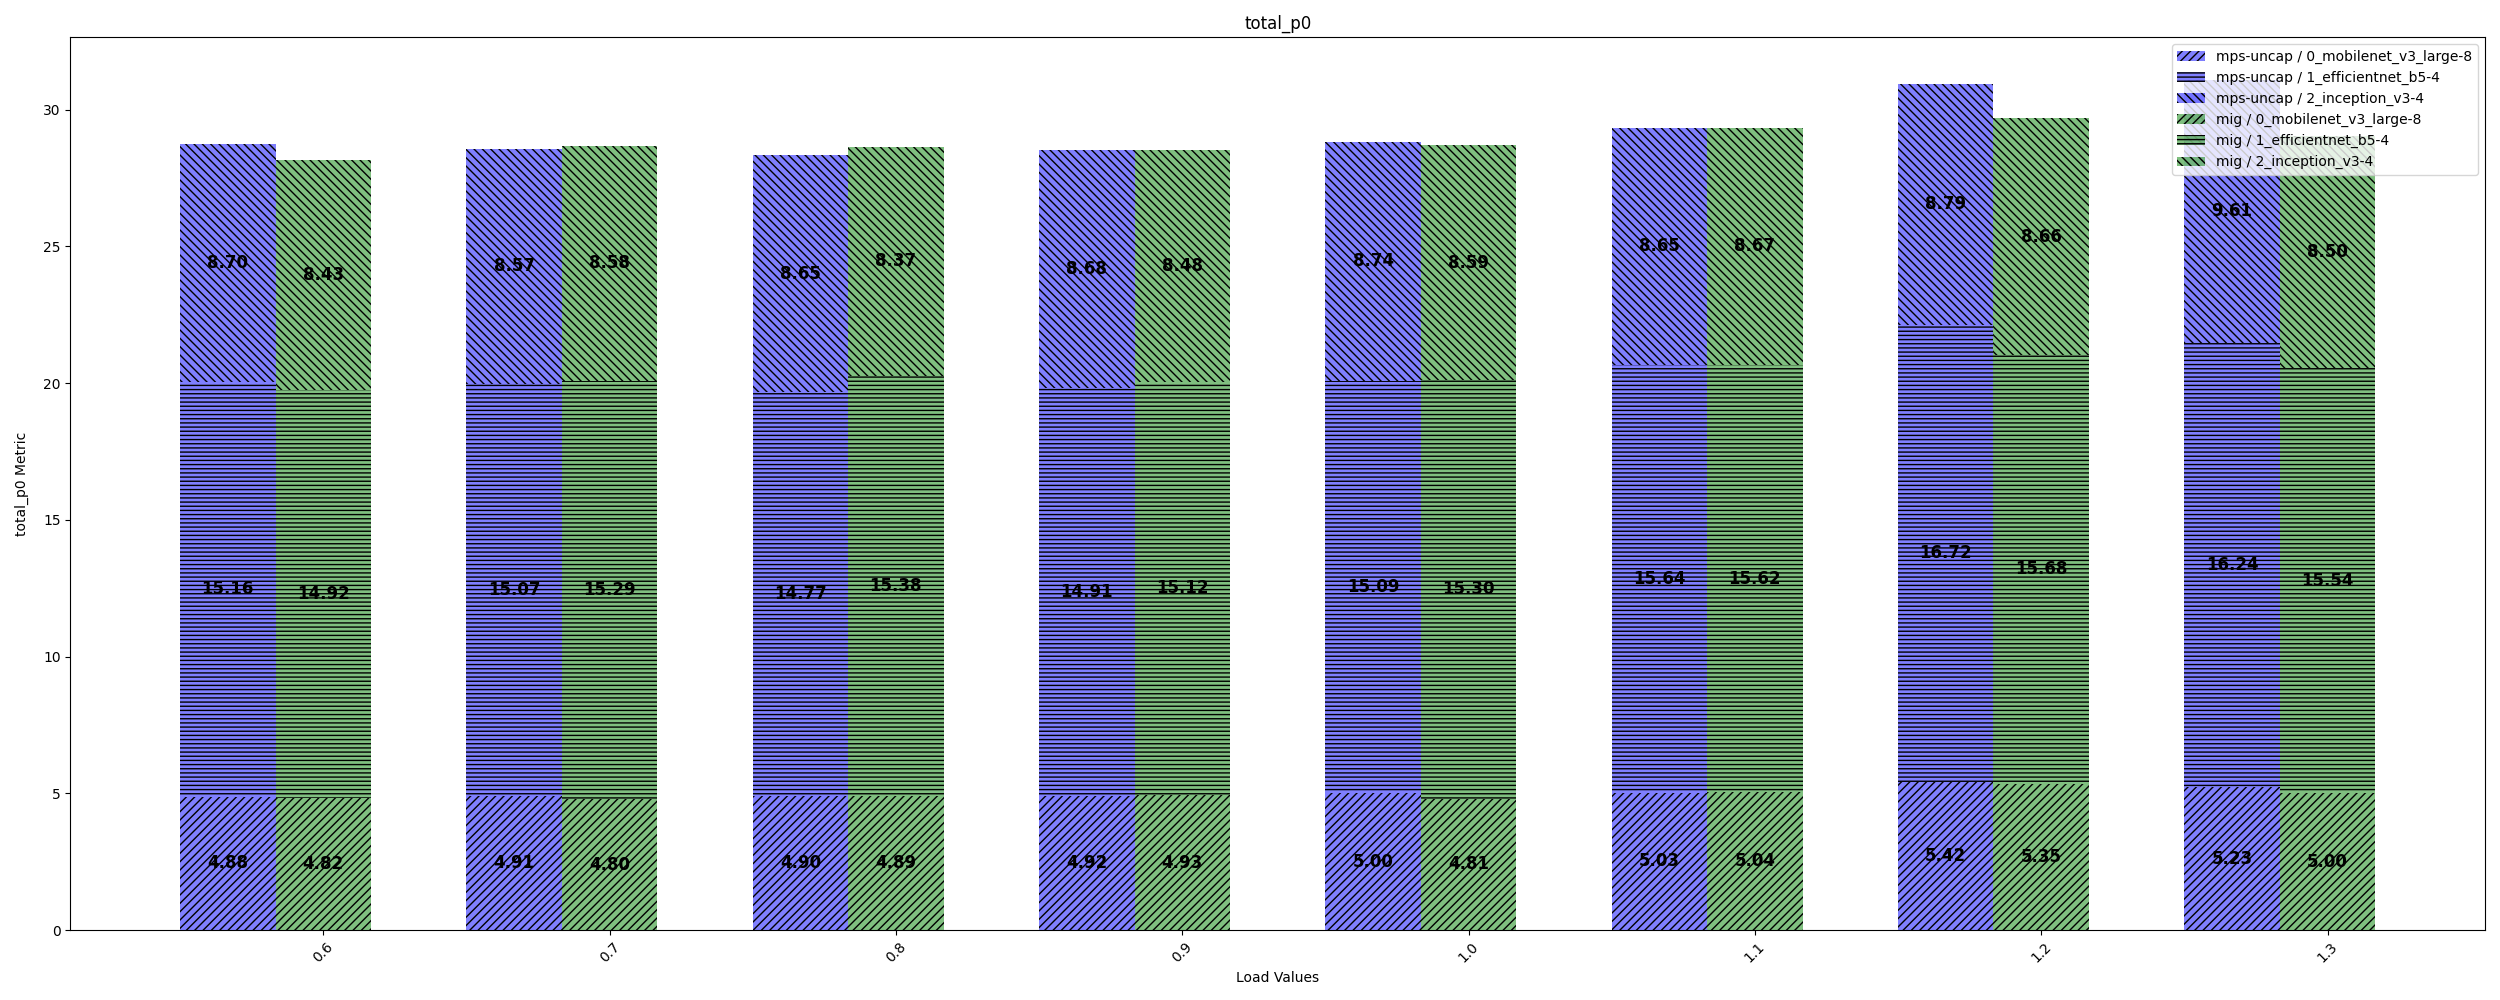 total_p0
mps-uncap / 0_mobilenet_v3_large-8
mps-uncap / 1_efficientnet_b5-4
mps-uncap / 2_inception_v3-4
mig / 0_mobilenet_v3_large-8
mig / 1_efficientnet_b5-4
mig / 2_inception_v3-4
total_p0 Metric
30
25
20
15
10
5
0
8.70 8.43 8.57 8.58 8.65 8.37 8.68 8.48 8.74 8.59 8.65 8.67 8.79 8.66 9.61 8.50
15.16 14.92 15.07 15.29 14.77 15.38 14.91 15.12 15.09 15.30 15.64 15.62 16.72 15.68 16.24 15.54
4.88 4.82 4.91 4.80 4.90 4.89 4.92 4.93 5.00 4.81 5.03 5.04 5.42 5.35 5.23 5.00
0.6 0.7 0.8 0.9 1.0 1.1 1.2 1.3
Load Values